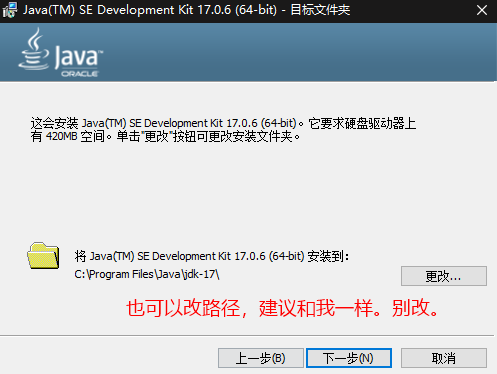 Java(TM) SE Development Kit 17.0.6 (64-bit) - 目标文件夹
Java
ORACLE
这会安装 Java(TM) SE Development Kit 17.0.6 (64-bit)。它要求硬盘驱动器上
有 420MB 空间。单击"更改"按钮可更改安装文件夹。
将 Java(TM) SE Development Kit 17.0.6 (64-bit) 安装到:
C:\Program Files\Java\jdk-17\
更改...
也可以改路径，建议和我一样。别改。
上一步(B)
下一步(N)
取消